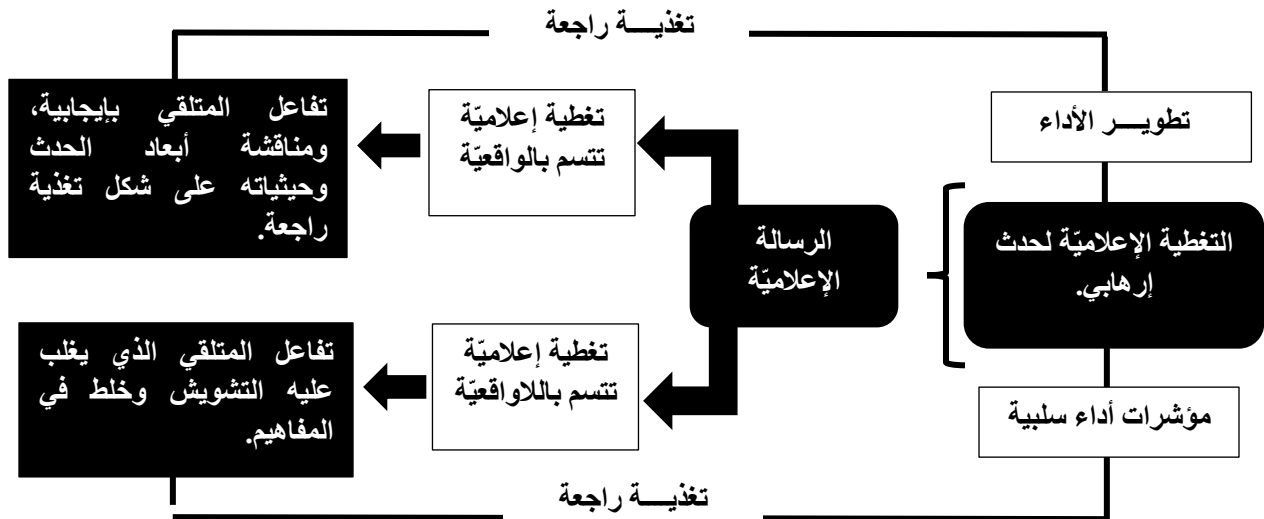 تغذيـــة راجعة
تطويـــر الأداء
التغطية الإعلاميّة لحدث
إرهابي.
مؤشرات أداء سلبية
الرسالة
الإعلاميّة
تغطية إعلاميّة
تتسم بالواقعيّة
تفاعل المتلقي بإيجابية،
ومناقشة أبعاد الحدث
وحيثياته على شكل تغذية
راجعة.
تغطية إعلاميّة
تتسم باللاواقعيّة
تفاعل المتلقي الذي يغلب
عليه التشويش وخلط في
المفاهيم.
تغذيـــة راجعة